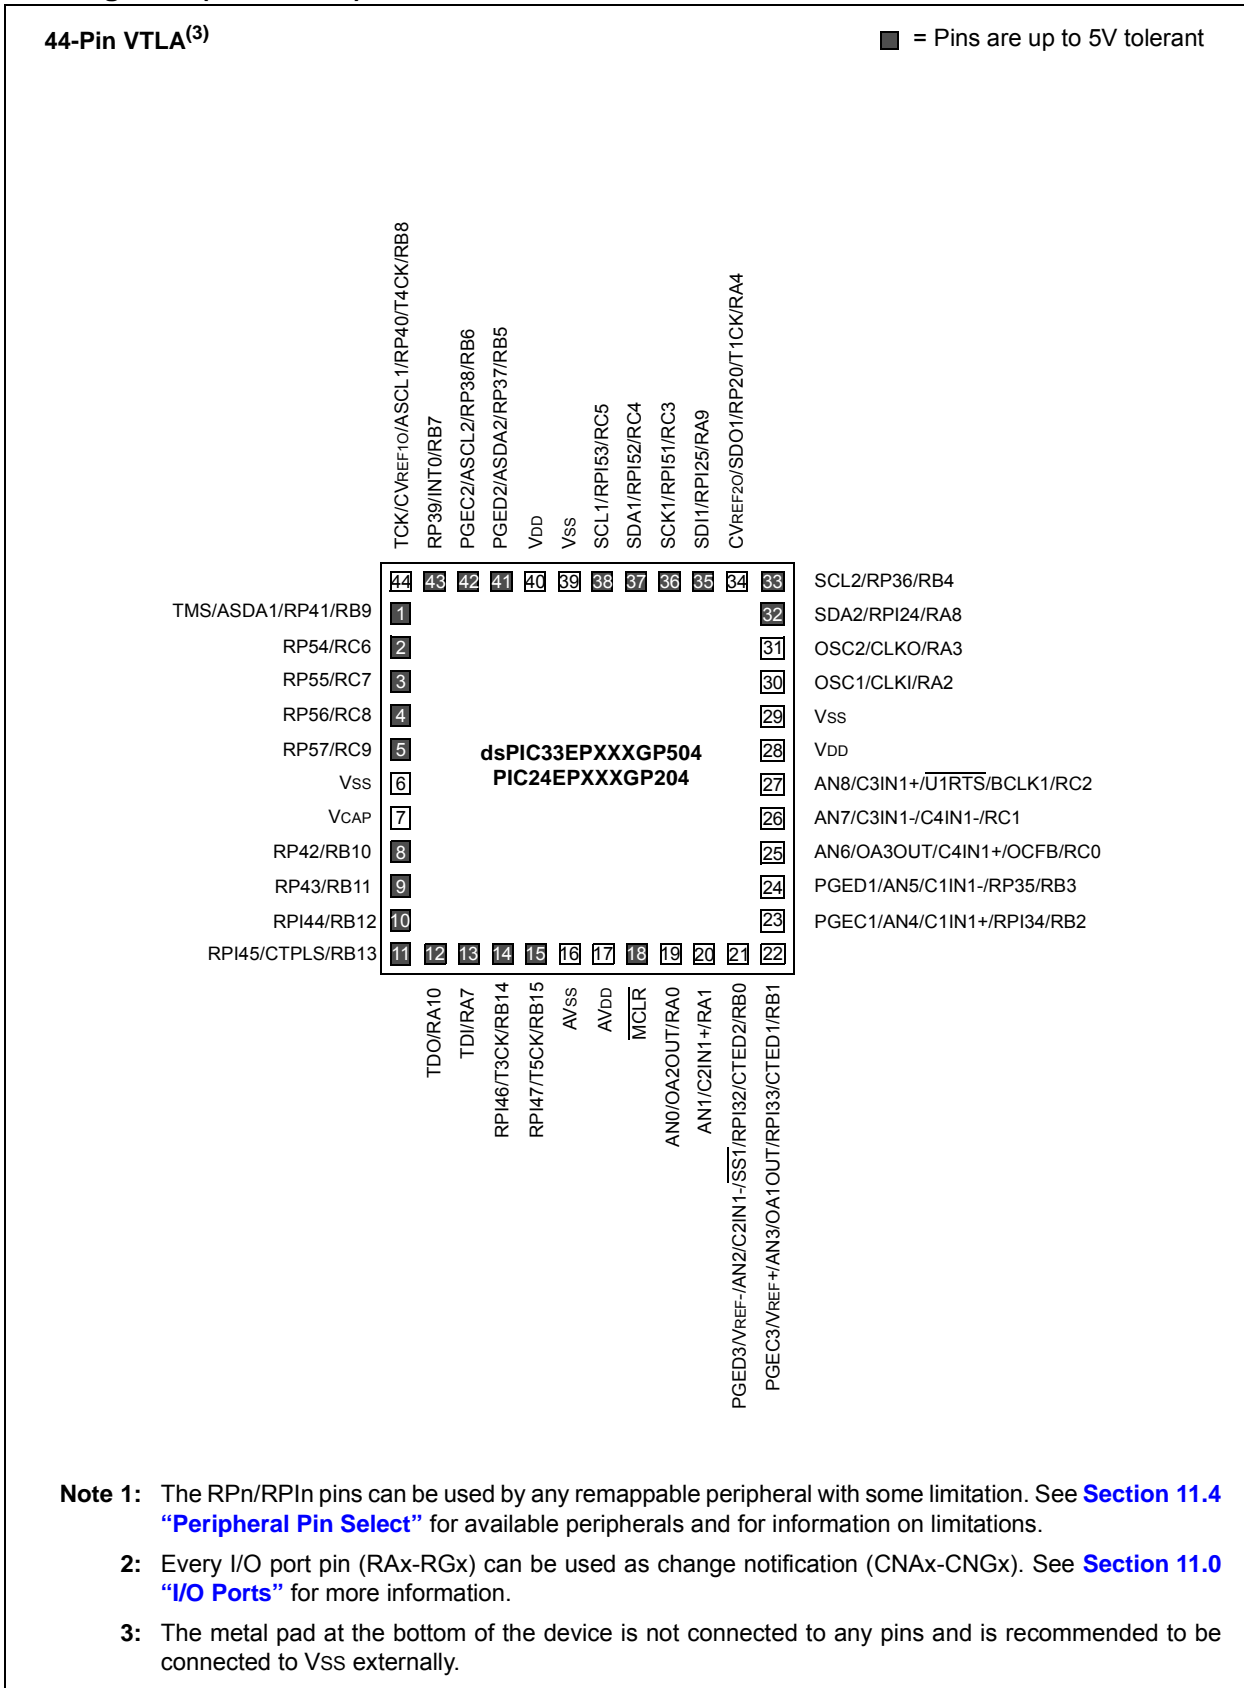 44-Pin VTLA(3)
= Pins are up to 5V tolerant
TCK/CVREF1O/ASCL1/RP40/T4CK/RB8
RP39/INT0/RB7
PGEC2/ASCL2/RP38/RB6
PGED2/ASDA2/RP37/RB5
VDD
VSS
SCL1/RPI53/RC5
SDA1/RPI52/RC4
SCK1/RPI51/RC3
SDI1/RPI25/RA9
CVREF2O/SDO1/RP20/T1CK/RA4
44 43 42 41 40 39 38 37 36 35 34 33 SCL2/RP36/RB4
TMS/ASDA1/RP41/RB9 1 32 SDA2/RPI24/RA8
RP54/RC6 2 31 OSC2/CLKO/RA3
RP55/RC7 3 30 OSC1/CLKI/RA2
RP56/RC8 4 29 VSS
RP57/RC9 5 dsPIC33EPXXXGP504 28 VDD
VSS 6 PIC24EPXXXGP204 27 AN8/C3IN1+/U1RTS/BCLK1/RC2
VCAP 7 26 AN7/C3IN1-/C4IN1-/RC1
RP42/RB10 8 25 AN6/OA3OUT/C4IN1+/OCFB/RC0
RP43/RB11 9 24 PGED1/AN5/C1IN1-/RP35/RB3
RPI44/RB12 10 23 PGEC1/AN4/C1IN1+/RPI34/RB2
RPI45/CTPLS/RB13 11 12 13 14 15 16 17 18 19 20 21 22
TDO/RA10
TDI/RA7
RPI46/T3CK/RB14
RPI47/T5CK/RB15
AVSS
AVDD
MCLR
AN0/OA2OUT/RA0
AN1/C2IN1+/RA1
PGED3/VREF-/AN2/C2IN1-/SS1/RPI32/CTED2/RB0
PGEC3/VREF+/AN3/OA1OUT/RPI33/CTED1/RB1
Note 1: The RPn/RPIn pins can be used by any remappable peripheral with some limitation. See Section 11.4
“Peripheral Pin Select” for available peripherals and for information on limitations.
2: Every I/O port pin (RAx-RGx) can be used as change notification (CNAx-CNGx). See Section 11.0
“I/O Ports” for more information.
3: The metal pad at the bottom of the device is not connected to any pins and is recommended to be
connected to VSS externally.